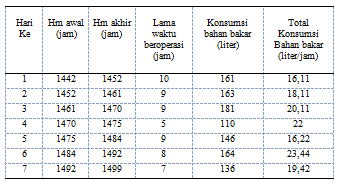 Hari Ke Hm awal (jam) Hm akhir (jam) Lama waktu beroperasi (jam) Konsumsi bahan bakar (liter) Total Konsumsi Bahan bakar (liter/jam)
1 1442 1452 10 161 16,11
2 1452 1461 9 163 18,11
3 1461 1470 9 181 20,11
4 1470 1475 5 110 22
5 1475 1484 9 146 16,22
6 1484 1492 8 164 23,44
7 1492 1499 7 136 19,42